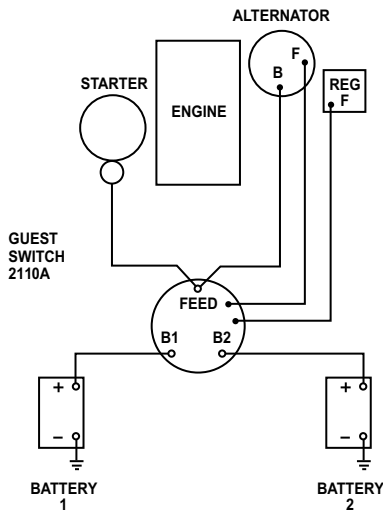 ALTERNATOR
F
B
REG
F
STARTER
ENGINE
GUEST
SWITCH
2110A
FEED
B1
B2
+
−
+
−
BATTERY
1
BATTERY
2